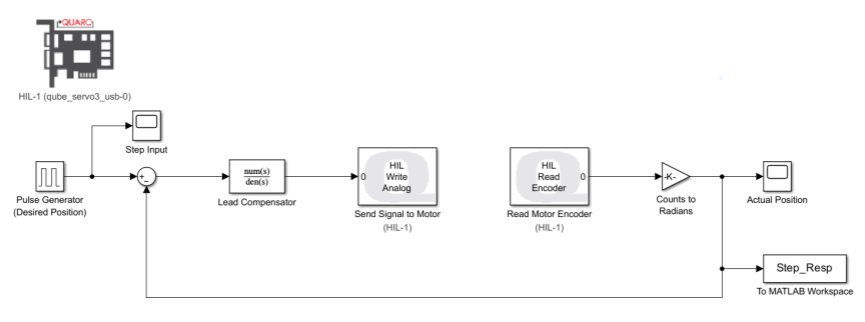 QUARC
HIL-1 (qube_servo3_usb-0)
Step Input
Pulse Generator
(Desired Position)
+
-
num(s)
den(s)
Lead Compensator
0
HIL
Write
Analog
Send Signal to Motor
(HIL-1)
HIL
Read
Encoder
0
Read Motor Encoder
(HIL-1)
-K-
Counts to
Radians
Actual Position
Step_Resp
To MATLAB Workspace